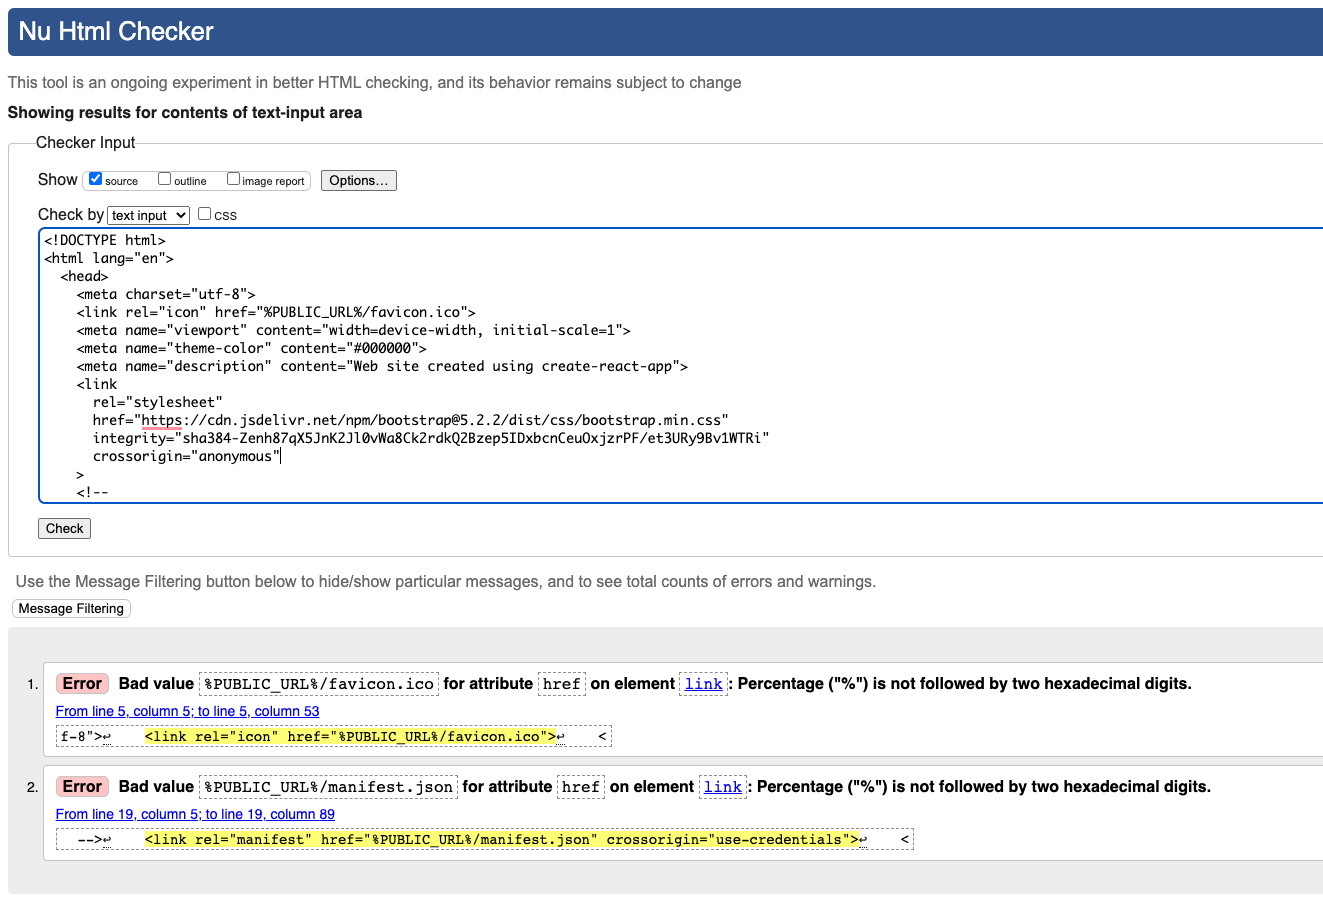 Nu Html Checker
This tool is an ongoing experiment in better HTML checking, and its behavior remains subject to change
Showing results for contents of text-input area
Checker Input
Show source outline image report Options...
Check by text input CSS
<!DOCTYPE html>
<html lang="en">
  <head>
    <meta charset="utf-8">
    <link rel="icon" href="%PUBLIC_URL%/favicon.ico">
    <meta name="viewport" content="width=device-width, initial-scale=1">
    <meta name="theme-color" content="#000000">
    <meta name="description" content="Web site created using create-react-app">
    <link
      rel="stylesheet"
      href="https://cdn.jsdelivr.net/npm/bootstrap@5.2.2/dist/css/bootstrap.min.css"
      integrity="sha384-Zenh87qX5JnK2Jl0vWa8Ck2rdkQ2Bzep5IDxbcnCeuOxjzrPF/et3URy9Bv1WTRi"
      crossorigin="anonymous"
    >
    <!--
Check
Use the Message Filtering button below to hide/show particular messages, and to see total counts of errors and warnings.
Message Filtering
1. Error Bad value %PUBLIC_URL%/favicon.ico for attribute href on element link: Percentage ("%") is not followed by two hexadecimal digits.
From line 5, column 5; to line 5, column 53
f-8">↩    <link rel="icon" href="%PUBLIC_URL%/favicon.ico">↩    <
2. Error Bad value %PUBLIC_URL%/manifest.json for attribute href on element link: Percentage ("%") is not followed by two hexadecimal digits.
From line 19, column 5; to line 19, column 89
-->↩    <link rel="manifest" href="%PUBLIC_URL%/manifest.json" crossorigin="use-credentials">↩    <